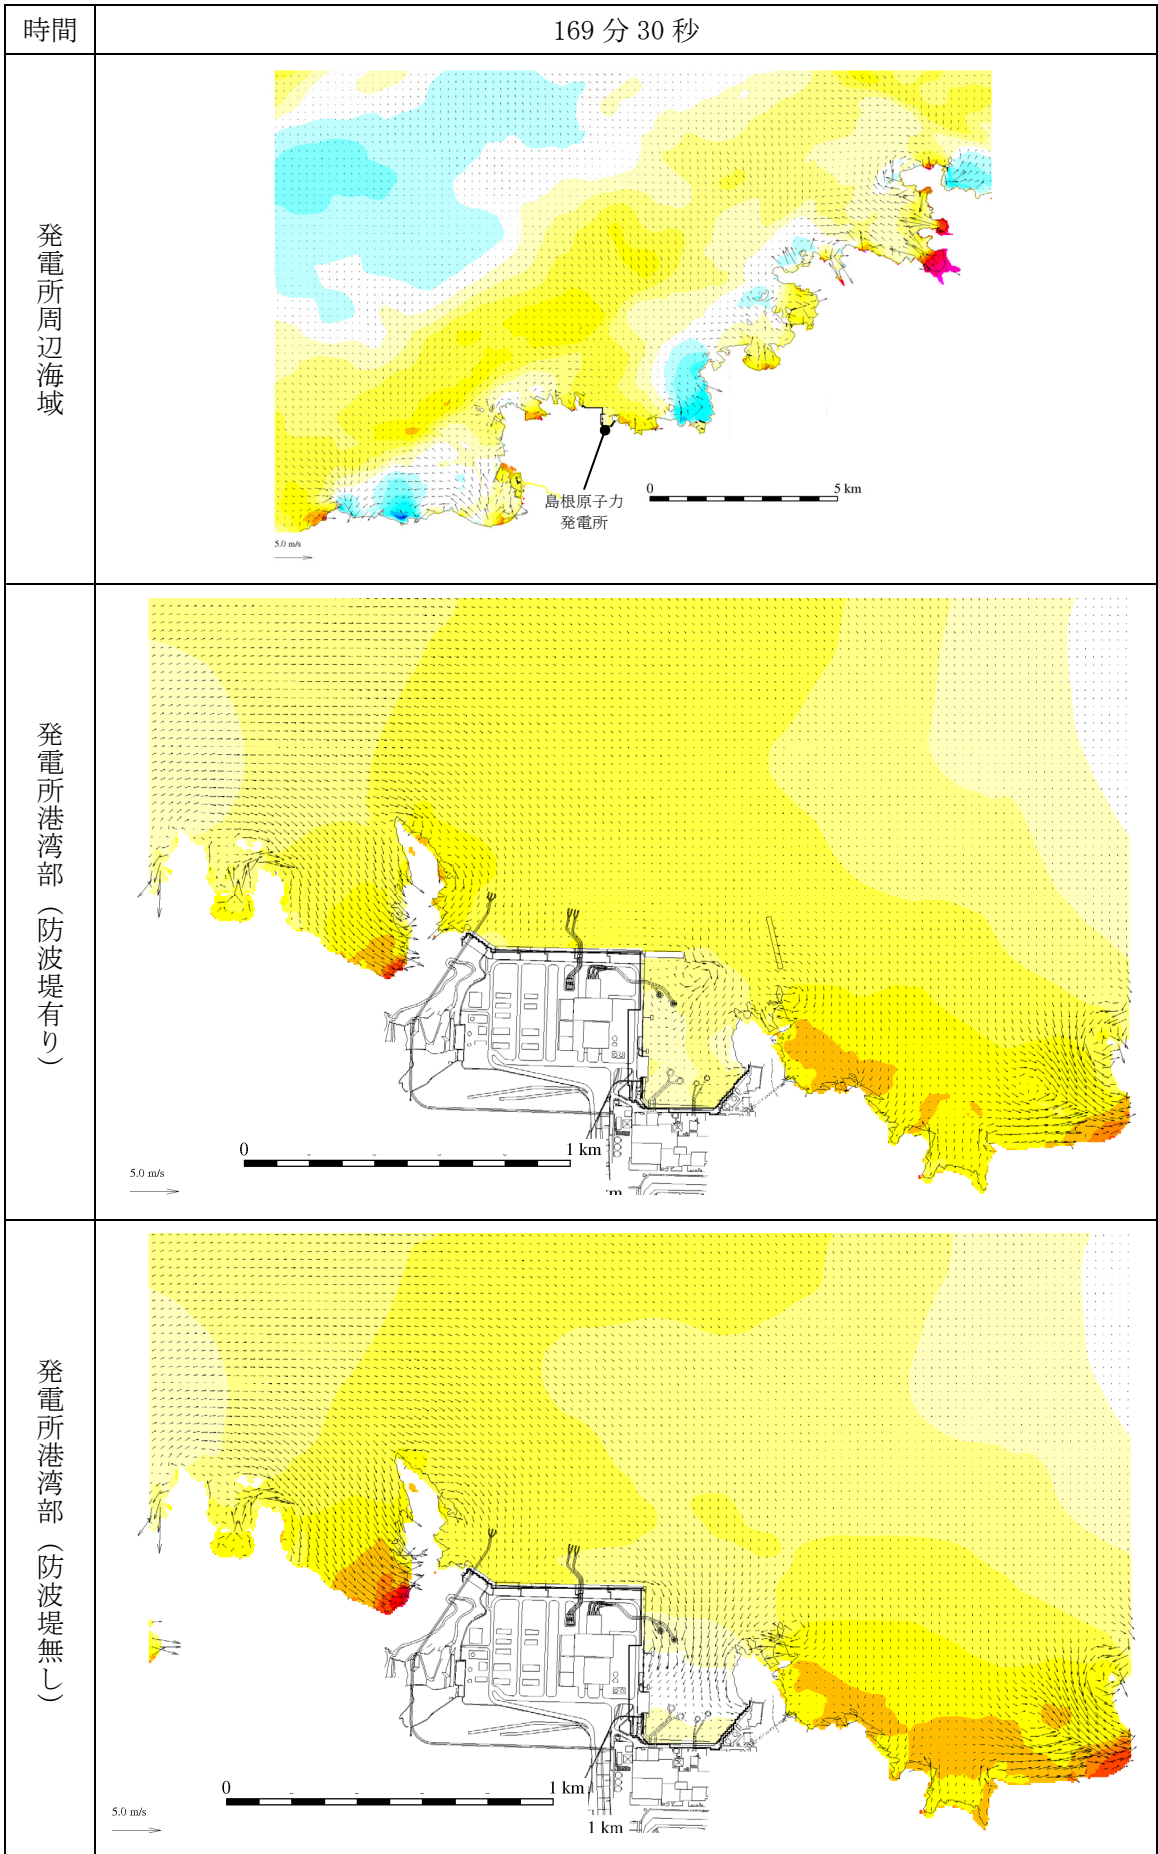 時間
169 分 30 秒
発電所周辺海域
島根原子力
発電所
0
5 km
5.0 m/s
発電所港湾部（防波堤有り）
0
1 km
5.0 m/s
発電所港湾部（防波堤無し）
0
1 km
5.0 m/s
1 km